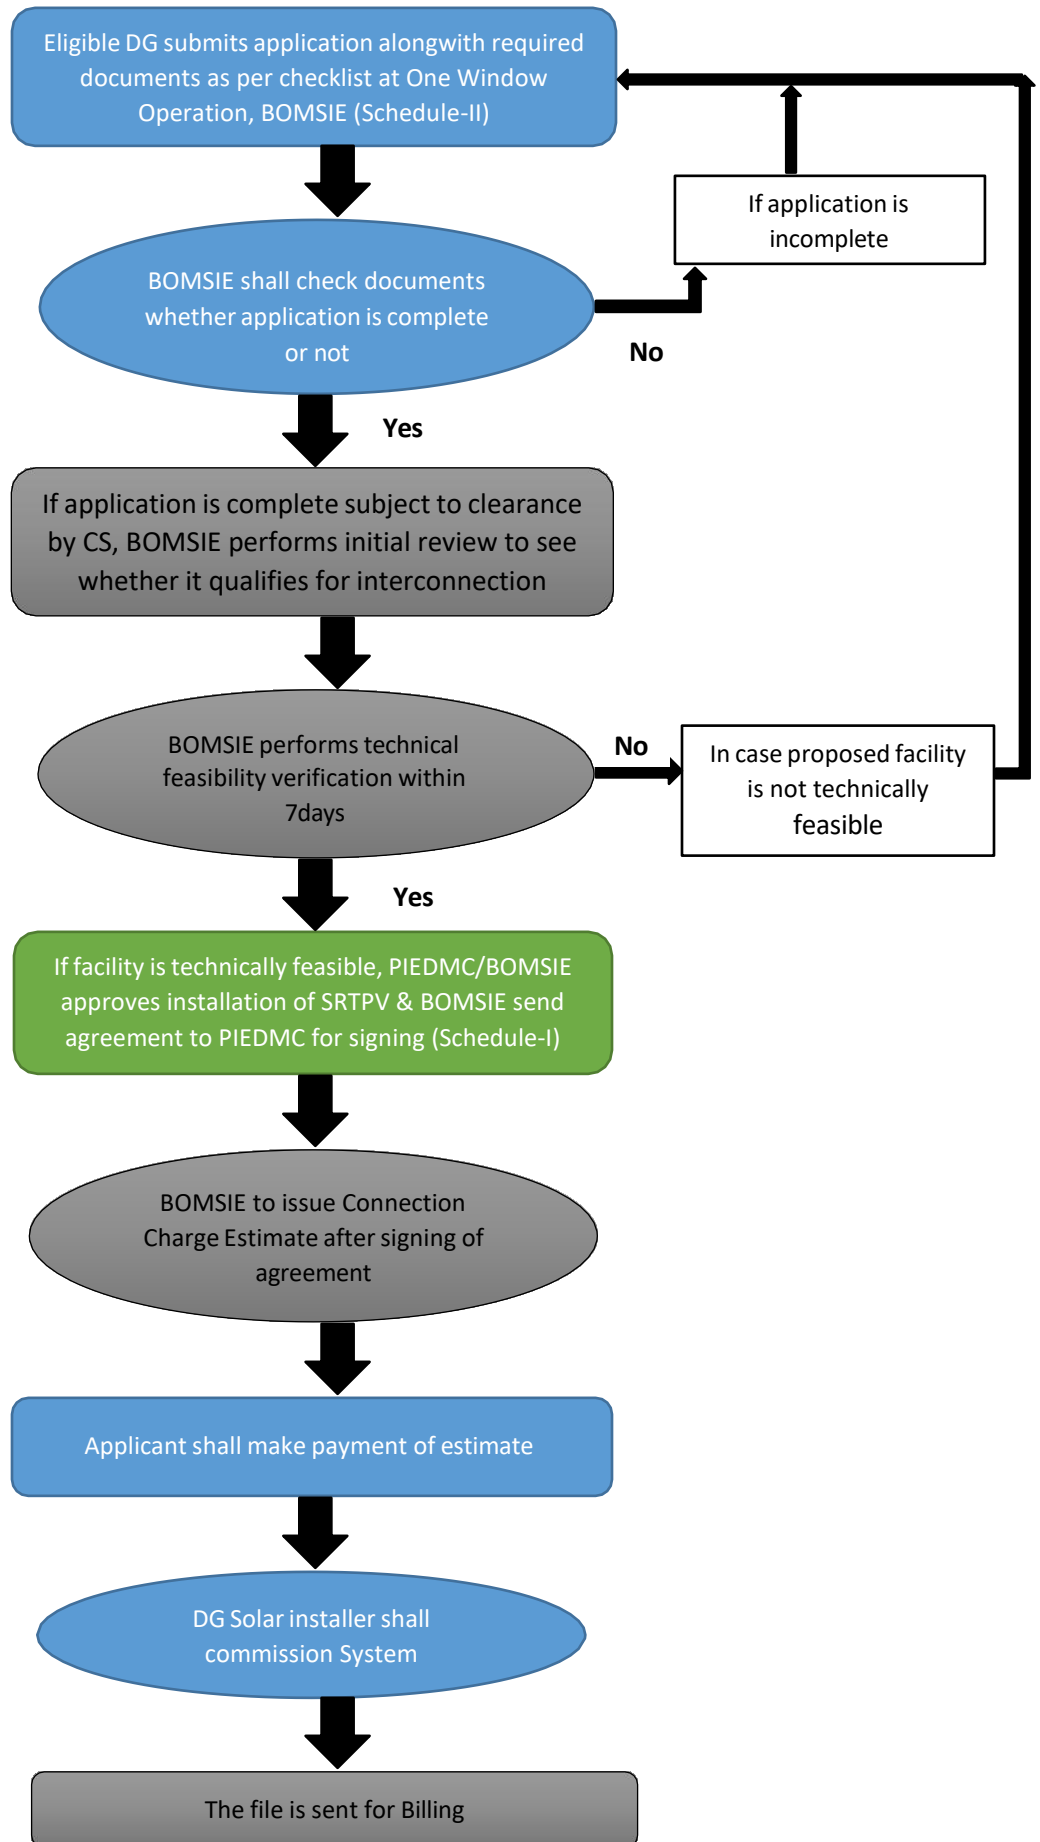 Eligible DG submits application alongwith required
documents as per checklist at One Window
Operation, BOMSIE (Schedule-II)
If application is
incomplete
BOMSIE shall check documents
whether application is complete
or not
No
Yes
If application is complete subject to clearance
by CS, BOMSIE performs initial review to see
whether it qualifies for interconnection
BOMSIE performs technical
feasibility verification within
7days
No
In case proposed facility
is not technically
feasible
Yes
If facility is technically feasible, PIEDMC/BOMSIE
approves installation of SRTPV & BOMSIE send
agreement to PIEDMC for signing (Schedule-I)
BOMSIE to issue Connection
Charge Estimate after signing of
agreement
Applicant shall make payment of estimate
DG Solar installer shall
commission System
The file is sent for Billing